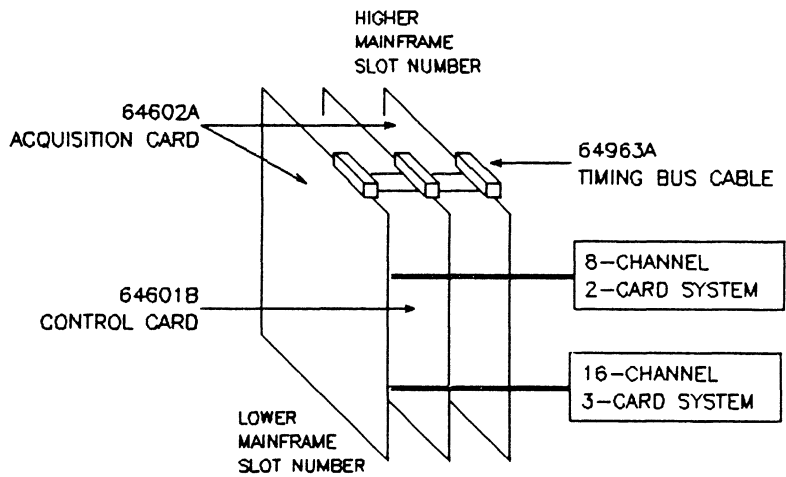 HIGHER
MAINFRAME
SLOT NUMBER
64602A
ACQUISITION CARD
64963A
TIMING BUS CABLE
8-CHANNEL
2-CARD SYSTEM
64601B
CONTROL CARD
16-CHANNEL
3-CARD SYSTEM
LOWER
MAINFRAME
SLOT NUMBER